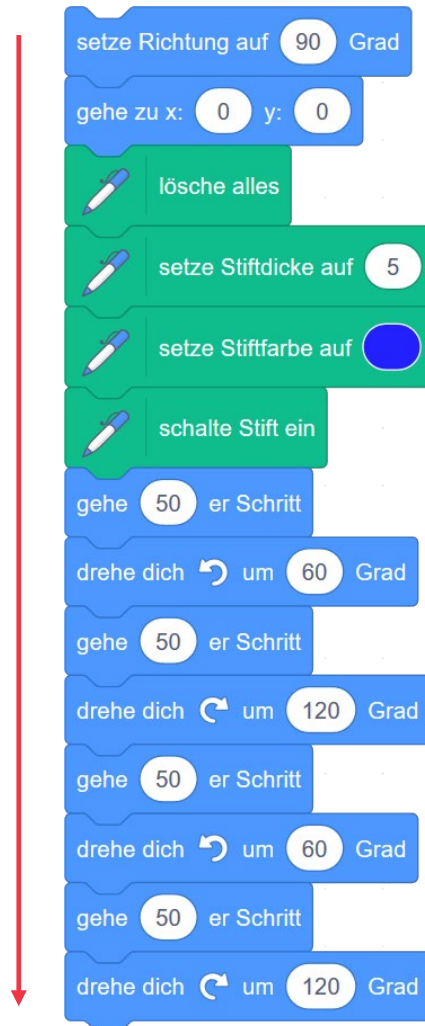 setze Richtung auf 90 Grad
gehe zu x: 0 y: 0
lösche alles
setze Stiftdicke auf 5
setze Stiftfarbe auf
schalte Stift ein
gehe 50 er Schritt
drehe dich um 60 Grad
gehe 50 er Schritt
drehe dich um 120 Grad
gehe 50 er Schritt
drehe dich um 60 Grad
gehe 50 er Schritt
drehe dich um 120 Grad